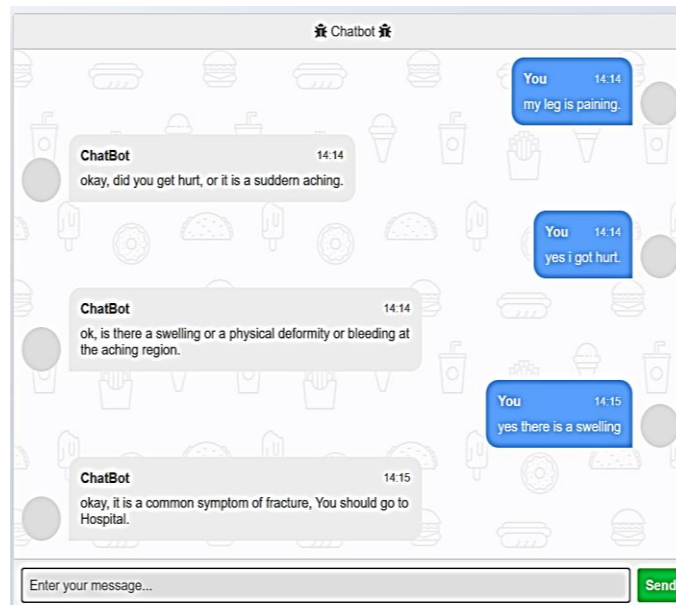 Chatbot
You 14:14
my leg is paining.
ChatBot 14:14
okay, did you get hurt, or it is a suddern aching.
You 14:14
yes i got hurt.
ChatBot 14:14
ok, is there a swelling or a physical deformity or bleeding at
the aching region.
You 14:15
yes there is a swelling
ChatBot 14:15
okay, it is a common symptom of fracture, You should go to
Hospital.
Enter your message...
Send